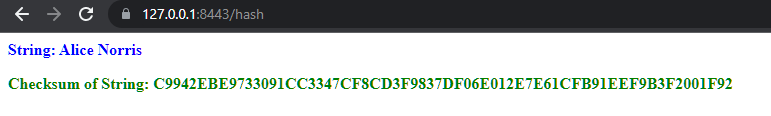 127.0.0.1:8443/hash
String: Alice Norris
Checksum of String: C9942EBE9733091CC3347CF8CD3F9837DF06E012E7E61CFB91EEF9B3F2001F92